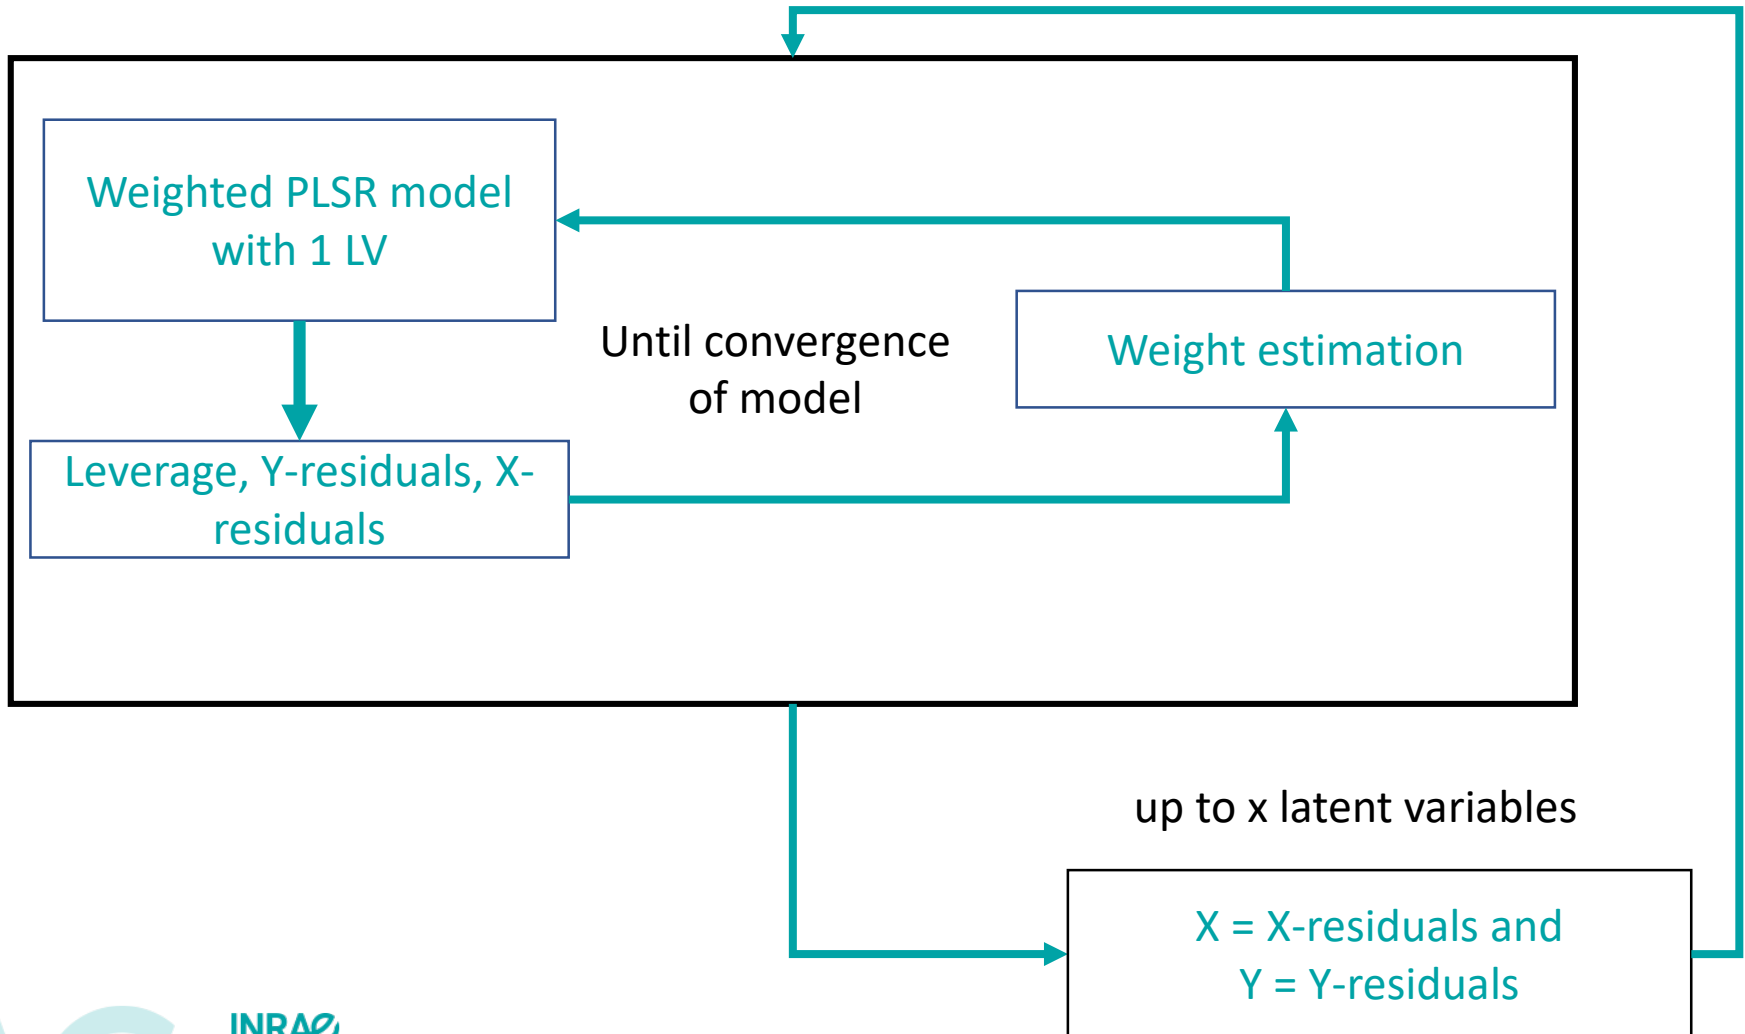 Weighted PLSR model
with 1 LV
Until convergence
of model
Weight estimation
Leverage, Y-residuals, X-
residuals
up to x latent variables
X = X-residuals and
Y = Y-residuals
INRAE